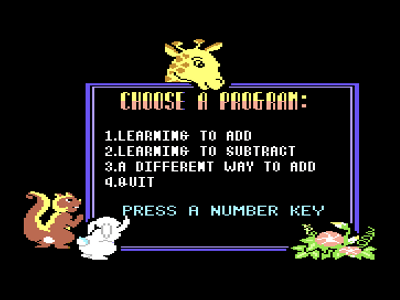 CHOOSE A PROGRAM:
1.LEARNING TO ADD
2.LEARNING TO SUBTRACT
3.A DIFFERENT WAY TO ADD
4.QUIT
PRESS A NUMBER KEY